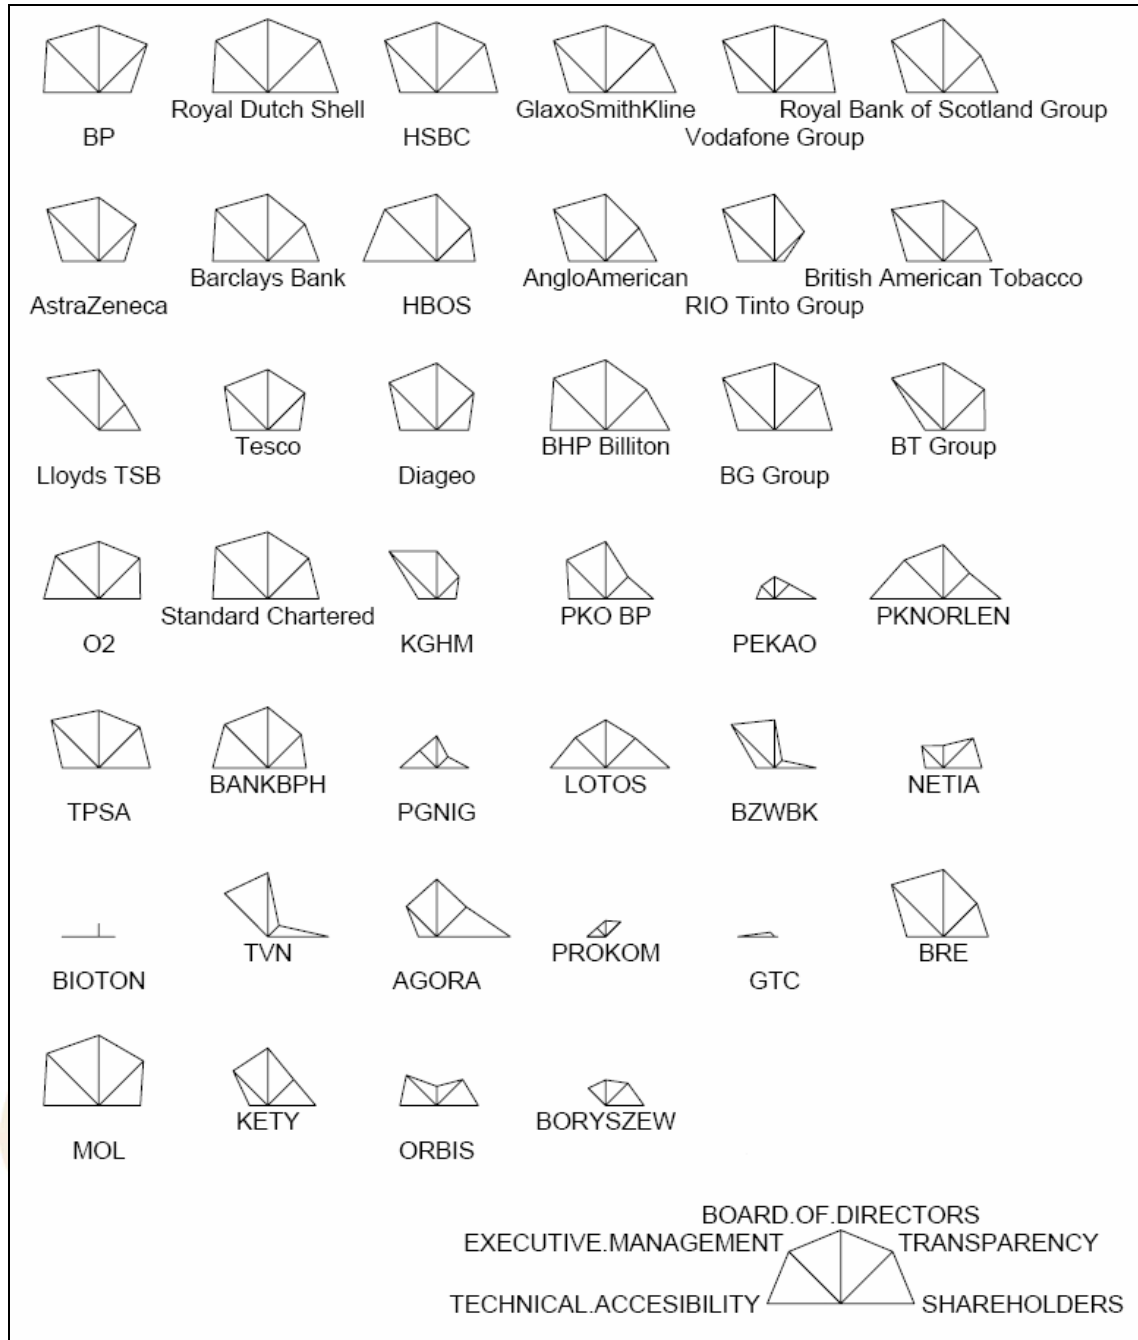 Royal Dutch Shell
GlaxoSmithKline
Royal Bank of Scotland Group
BP
HSBC
Vodafone Group
Barclays Bank
AngloAmerican
British American Tobacco
AstraZeneca
HBOS
RIO Tinto Group
Tesco
BHP Billiton
BT Group
Lloyds TSB
Diageo
BG Group
Standard Chartered
PKO BP
PKNORLEN
O2
KGHM
PEKAO
BANKBPH
LOTOS
NETIA
TPSA
PGNIG
BZWBK
TVN
PROKOM
BRE
BIOTON
AGORA
GTC
KETY
BORYSZEW
MOL
ORBIS
BOARD.OF.DIRECTORS
EXECUTIVE.MANAGEMENT
TRANSPARENCY
TECHNICAL.ACCESIBILITY
SHAREHOLDERS